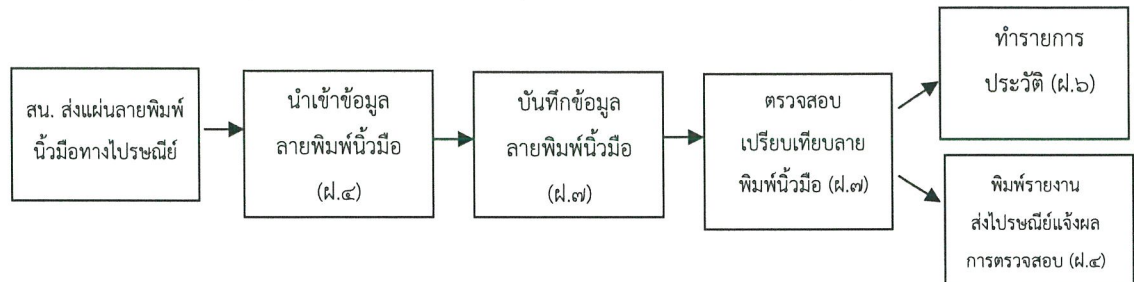 สน. ส่งแผ่นลายพิมพ์
นิ้วมือทางไปรษณีย์
นำเข้าข้อมูล
ลายพิมพ์นิ้วมือ
(ฝ.๔)
บันทึกข้อมูล
ลายพิมพ์นิ้วมือ
(ฝ.๗)
ตรวจสอบ
เปรียบเทียบลาย
พิมพ์นิ้วมือ (ฝ.๗)
ทำรายการ
ประวัติ (ฝ.๖)
พิมพ์รายงาน
ส่งไปรษณีย์แจ้งผล
การตรวจสอบ (ฝ.๔)